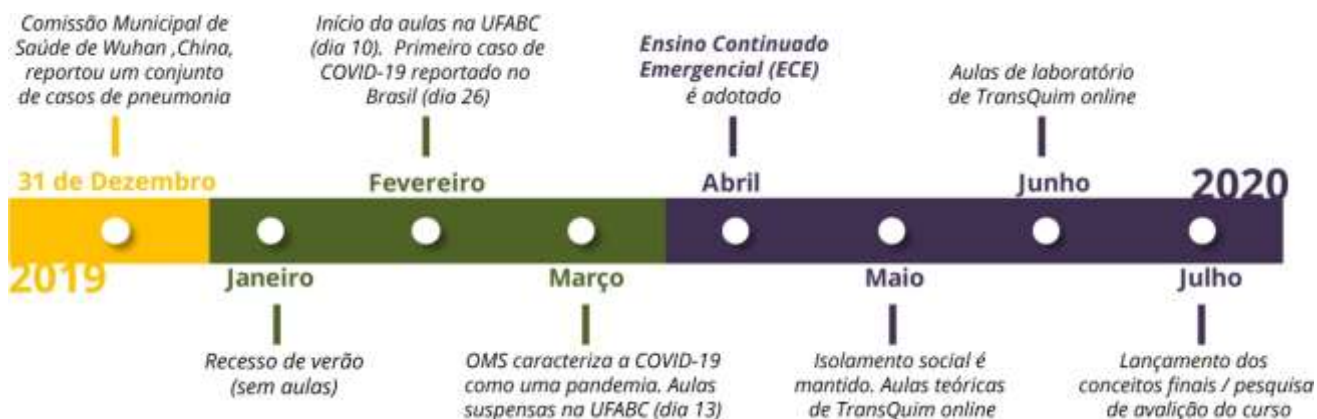 Comissão Municipal de
Saúde de Wuhan ,China,
reportou um conjunto
de casos de pneumonia
Início da aulas na UFABC
(dia 10). Primeiro caso de
COVID-19 reportado no
Brasil (dia 26)
Ensino Continuado
Emergencial (ECE)
é adotado
Aulas de laboratório
de TransQuim online
31 de Dezembro
Fevereiro
Abril
Junho
2020
2019
Janeiro
Março
Maio
Julho
Recesso de verão
(sem aulas)
OMS caracteriza a COVID-19
como uma pandemia. Aulas
suspensas na UFABC (dia 13)
Isolamento social é
mantido. Aulas teóricas
de TransQuim online
Lançamento dos
conceitos finais / pesquisa
de avalição do curso